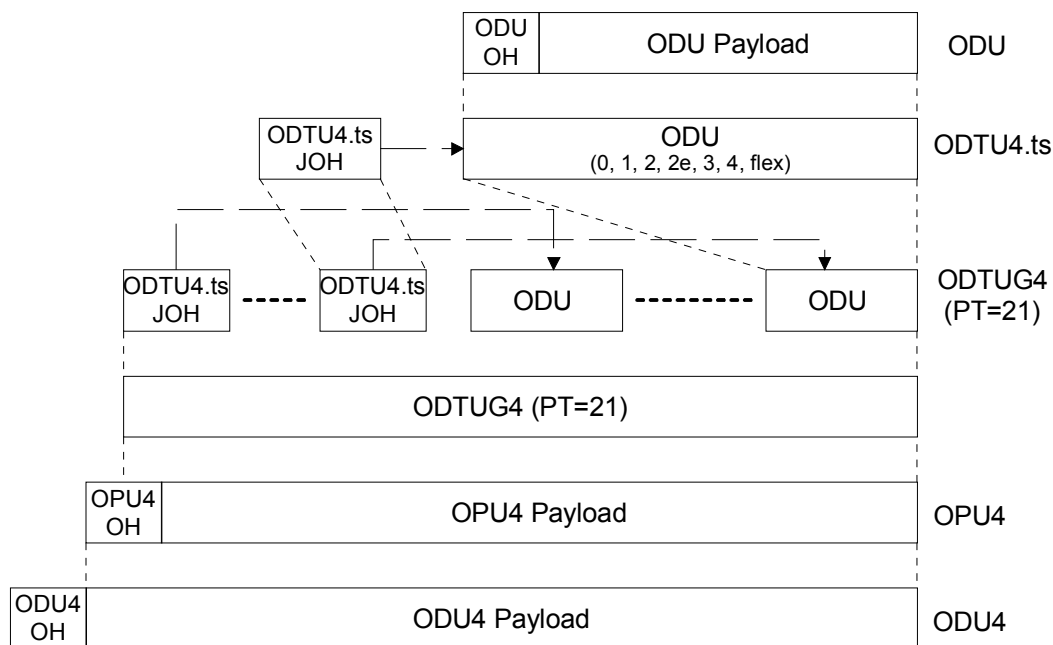 ODU
OH
ODU Payload
ODU
ODTU4.ts
JOH
ODU
(0, 1, 2, 2e, 3, 4, flex)
ODTU4.ts
ODTU4.ts
JOH
ODTU4.ts
JOH
ODU
ODU
ODTUG4
(PT=21)
ODTUG4 (PT=21)
OPU4
OH
OPU4 Payload
OPU4
ODU4
OH
ODU4 Payload
ODU4